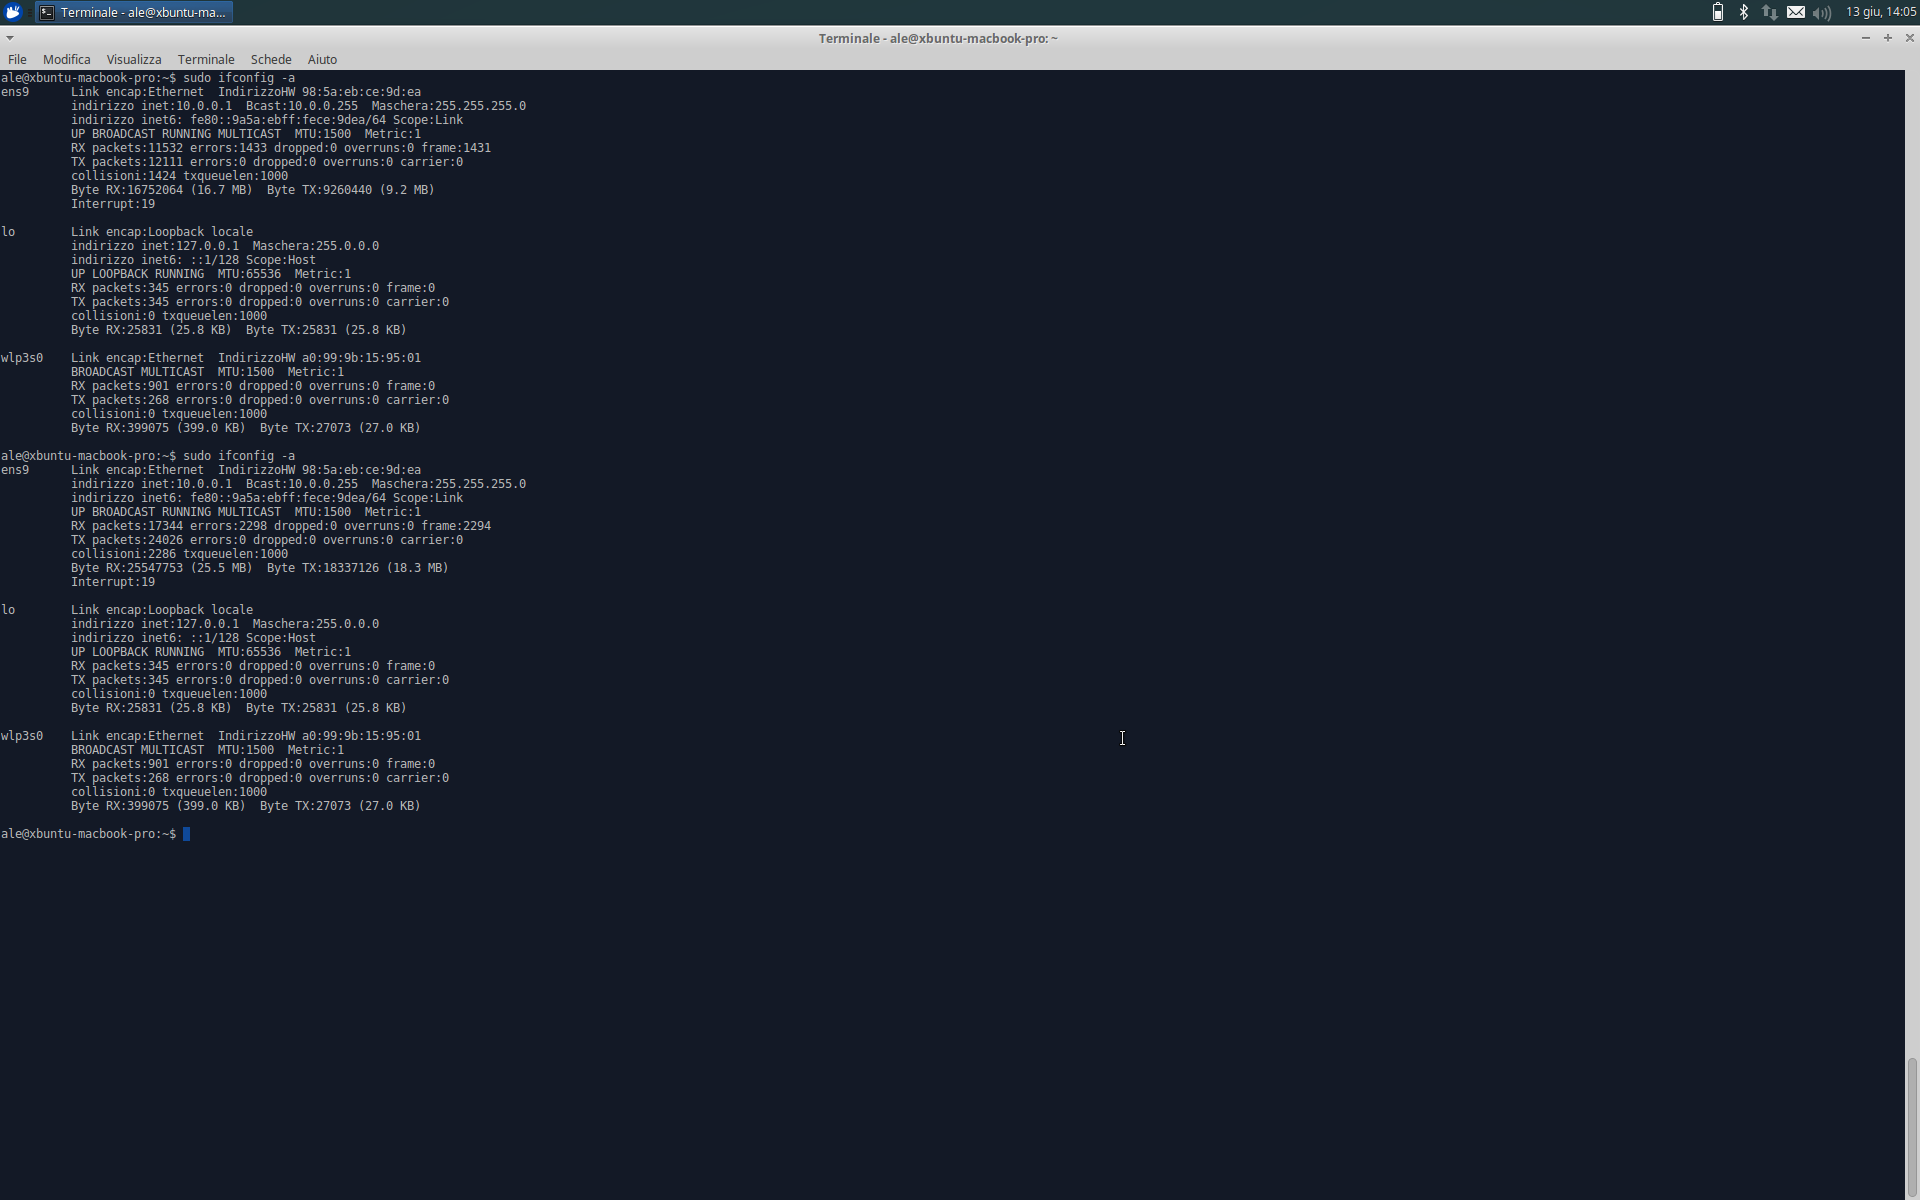 Terminale - ale@xbuntu-ma...
13 giu, 14:05
Terminale - ale@xbuntu-macbook-pro: ~
File Modifica Visualizza Terminale Schede Aiuto
ale@xbuntu-macbook-pro:~$ sudo ifconfig -a
ens9      Link encap:Ethernet  IndirizzoHW 98:5a:eb:ce:9d:ea
          indirizzo inet:10.0.0.1  Bcast:10.0.0.255  Maschera:255.255.255.0
          indirizzo inet6: fe80::9a5a:ebff:fece:9dea/64 Scope:Link
          UP BROADCAST RUNNING MULTICAST  MTU:1500  Metric:1
          RX packets:11532 errors:1433 dropped:0 overruns:0 frame:1431
          TX packets:12111 errors:0 dropped:0 overruns:0 carrier:0
          collisioni:1424 txqueuelen:1000
          Byte RX:16752064 (16.7 MB)  Byte TX:9260440 (9.2 MB)
          Interrupt:19
lo        Link encap:Loopback locale
          indirizzo inet:127.0.0.1  Maschera:255.0.0.0
          indirizzo inet6: ::1/128 Scope:Host
          UP LOOPBACK RUNNING  MTU:65536  Metric:1
          RX packets:345 errors:0 dropped:0 overruns:0 frame:0
          TX packets:345 errors:0 dropped:0 overruns:0 carrier:0
          collisioni:0 txqueuelen:1000
          Byte RX:25831 (25.8 KB)  Byte TX:25831 (25.8 KB)
wlp3s0    Link encap:Ethernet  IndirizzoHW a0:99:9b:15:95:01
          BROADCAST MULTICAST  MTU:1500  Metric:1
          RX packets:901 errors:0 dropped:0 overruns:0 frame:0
          TX packets:268 errors:0 dropped:0 overruns:0 carrier:0
          collisioni:0 txqueuelen:1000
          Byte RX:399075 (399.0 KB)  Byte TX:27073 (27.0 KB)
ale@xbuntu-macbook-pro:~$ sudo ifconfig -a
ens9      Link encap:Ethernet  IndirizzoHW 98:5a:eb:ce:9d:ea
          indirizzo inet:10.0.0.1  Bcast:10.0.0.255  Maschera:255.255.255.0
          indirizzo inet6: fe80::9a5a:ebff:fece:9dea/64 Scope:Link
          UP BROADCAST RUNNING MULTICAST  MTU:1500  Metric:1
          RX packets:17344 errors:2298 dropped:0 overruns:0 frame:2294
          TX packets:24026 errors:0 dropped:0 overruns:0 carrier:0
          collisioni:2286 txqueuelen:1000
          Byte RX:25547753 (25.5 MB)  Byte TX:18337126 (18.3 MB)
          Interrupt:19
lo        Link encap:Loopback locale
          indirizzo inet:127.0.0.1  Maschera:255.0.0.0
          indirizzo inet6: ::1/128 Scope:Host
          UP LOOPBACK RUNNING  MTU:65536  Metric:1
          RX packets:345 errors:0 dropped:0 overruns:0 frame:0
          TX packets:345 errors:0 dropped:0 overruns:0 carrier:0
          collisioni:0 txqueuelen:1000
          Byte RX:25831 (25.8 KB)  Byte TX:25831 (25.8 KB)
wlp3s0    Link encap:Ethernet  IndirizzoHW a0:99:9b:15:95:01
          BROADCAST MULTICAST  MTU:1500  Metric:1
          RX packets:901 errors:0 dropped:0 overruns:0 frame:0
          TX packets:268 errors:0 dropped:0 overruns:0 carrier:0
          collisioni:0 txqueuelen:1000
          Byte RX:399075 (399.0 KB)  Byte TX:27073 (27.0 KB)
ale@xbuntu-macbook-pro:~$